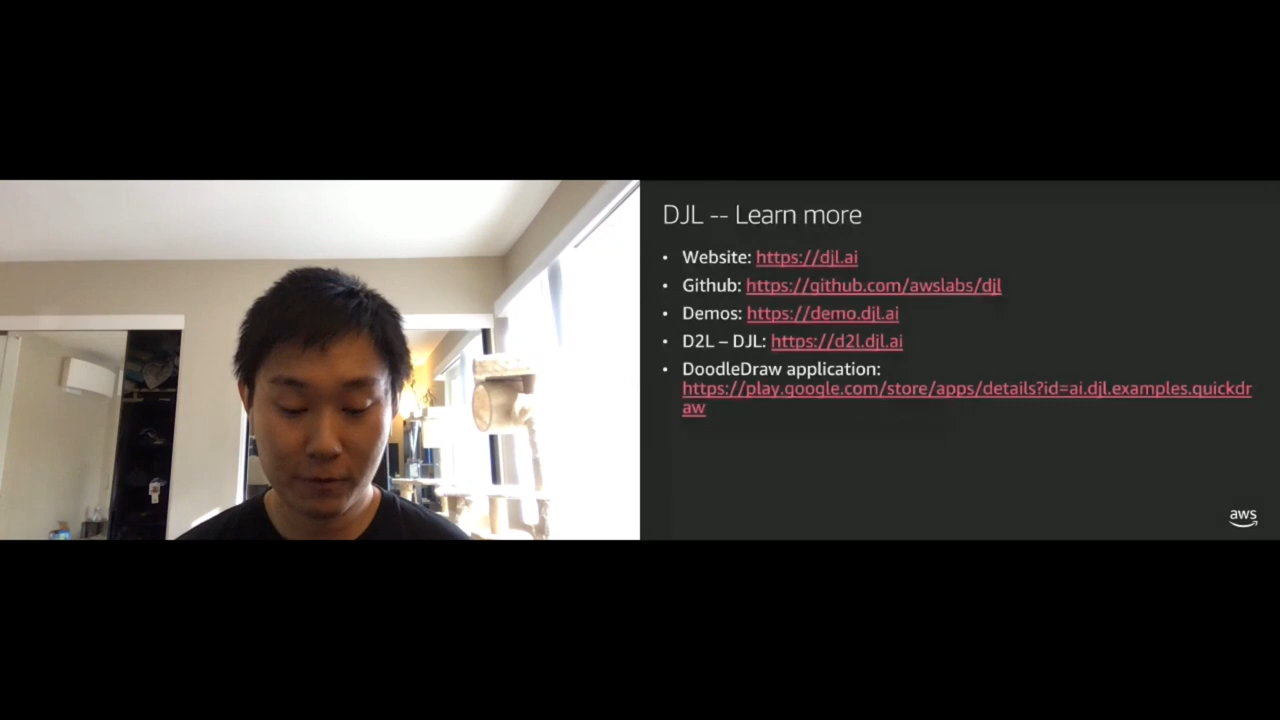 DJL -- Learn more
• Website: https://djl.ai
• Github: https://github.com/awslabs/djl
• Demos: https://demo.djl.ai
• D2L – DJL: https://d2l.djl.ai
• DoodleDraw application:
https://play.google.com/store/apps/details?id=ai.djl.examples.quickdr
aw
aws